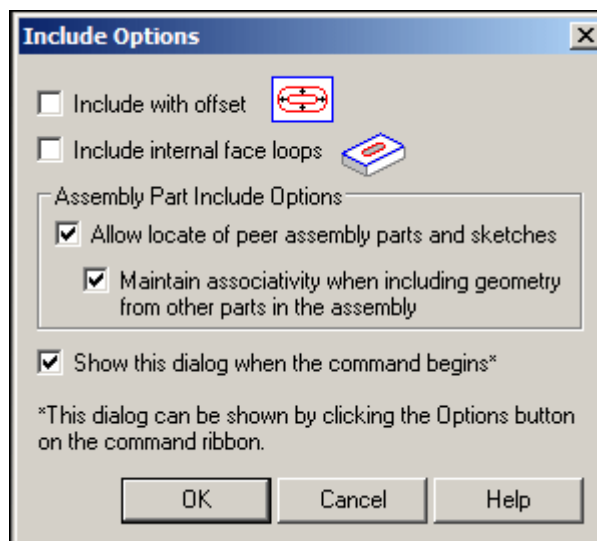 Include Options
Include with offset
Include internal face loops
Assembly Part Include Options
Allow locate of peer assembly parts and sketches
Maintain associativity when including geometry
from other parts in the assembly
Show this dialog when the command begins*
*This dialog can be shown by clicking the Options button
on the command ribbon.
OK
Cancel
Help